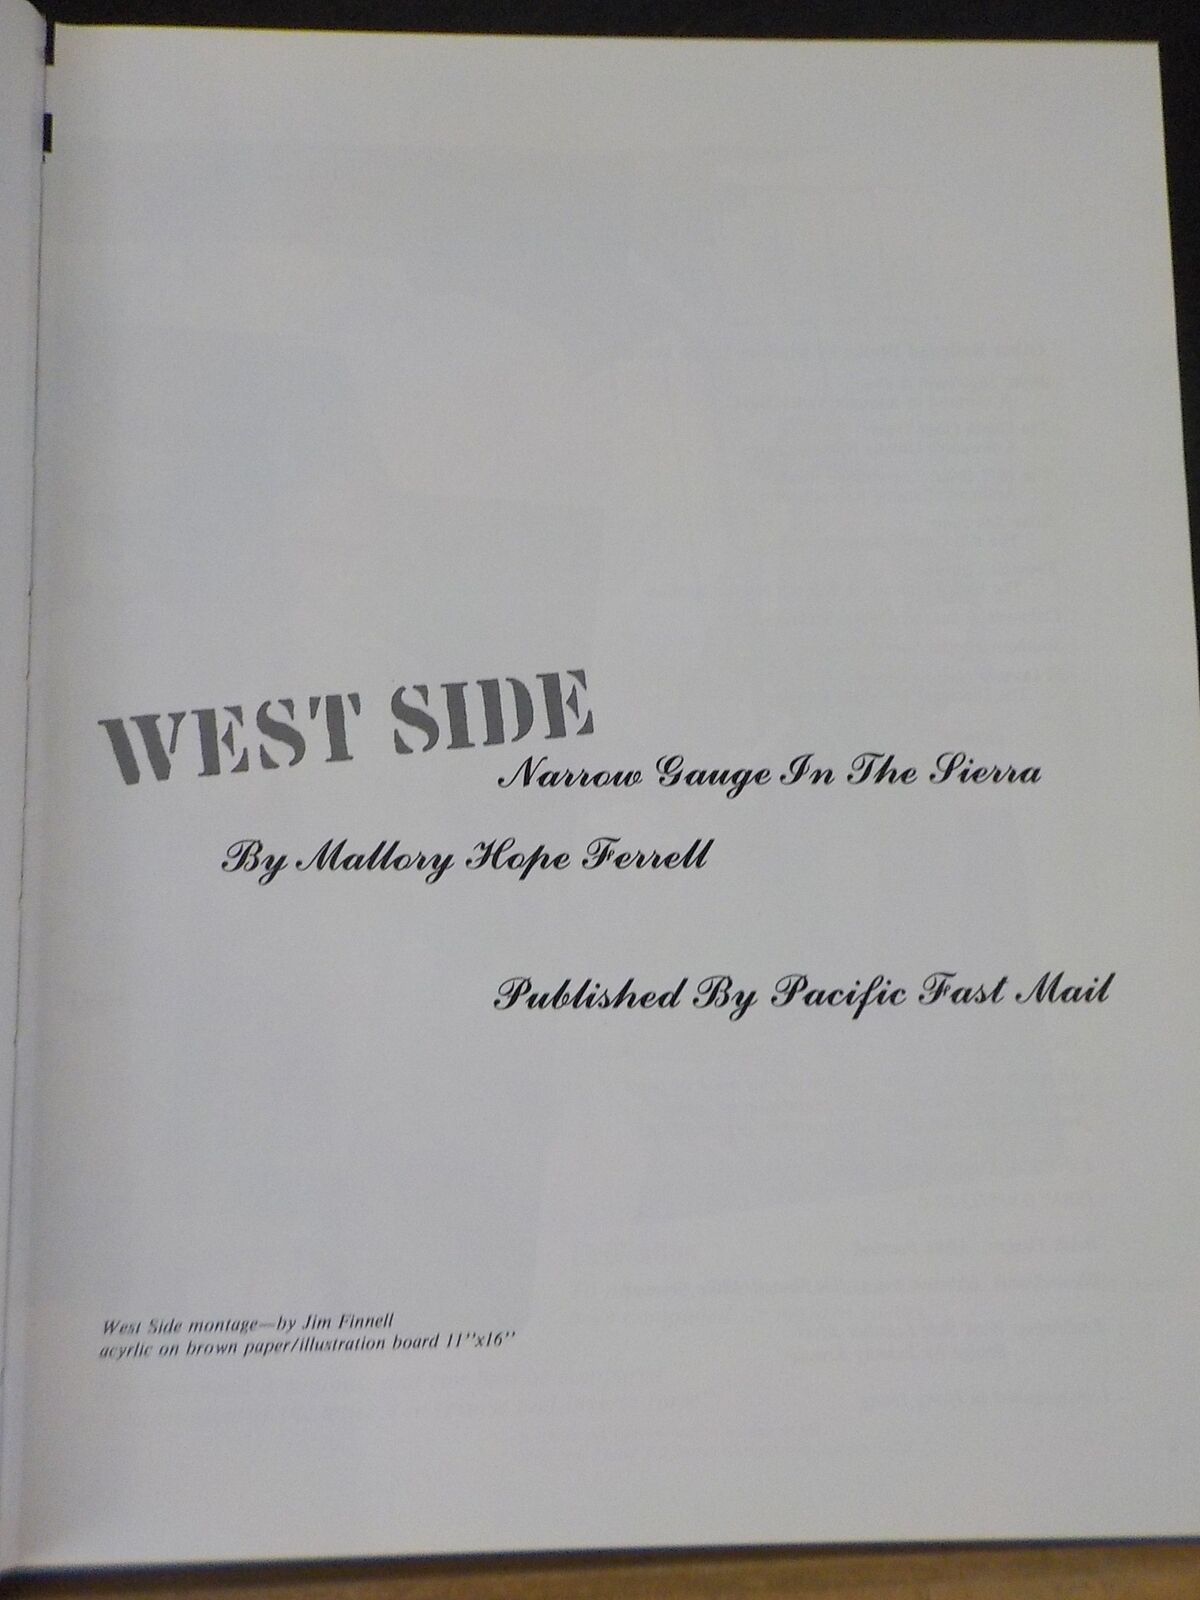 WEST SIDE
Narrow Gauge In The Sierra
By Mallory Hope Ferrell
Published By Pacific Fast Mail
West Side montage—by Jim Finnell
acyrlic on brown paper/illustration board 11"x16"